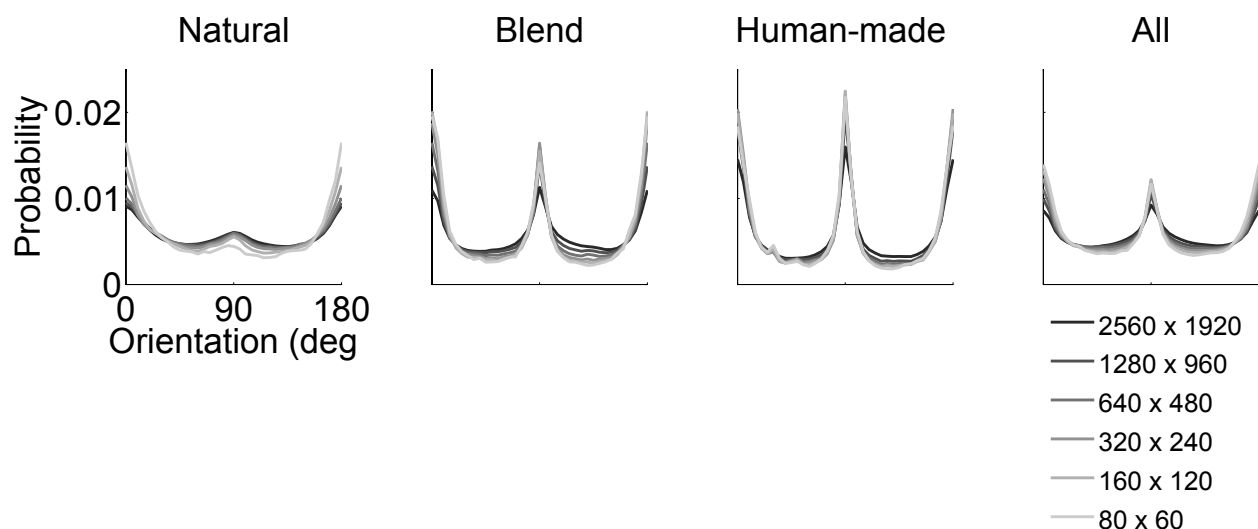 Natural Blend Human-made All
Probability
0.02
0.01
0
0 90 180
Orientation (deg
2560 x 1920
1280 x 960
640 x 480
320 x 240
160 x 120
80 x 60